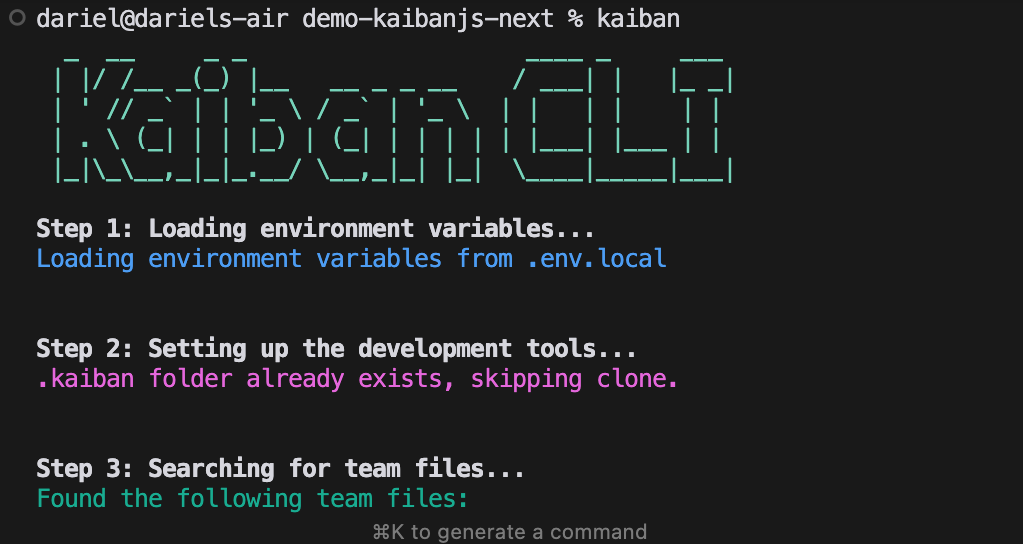 dariel@dariels-air demo-kaibanjs-next % kaiban
Kaiban CLI
Step 1: Loading environment variables...
Loading environment variables from .env.local
Step 2: Setting up the development tools...
.kaiban folder already exists, skipping clone.
Step 3: Searching for team files...
Found the following team files:
⌘K to generate a command